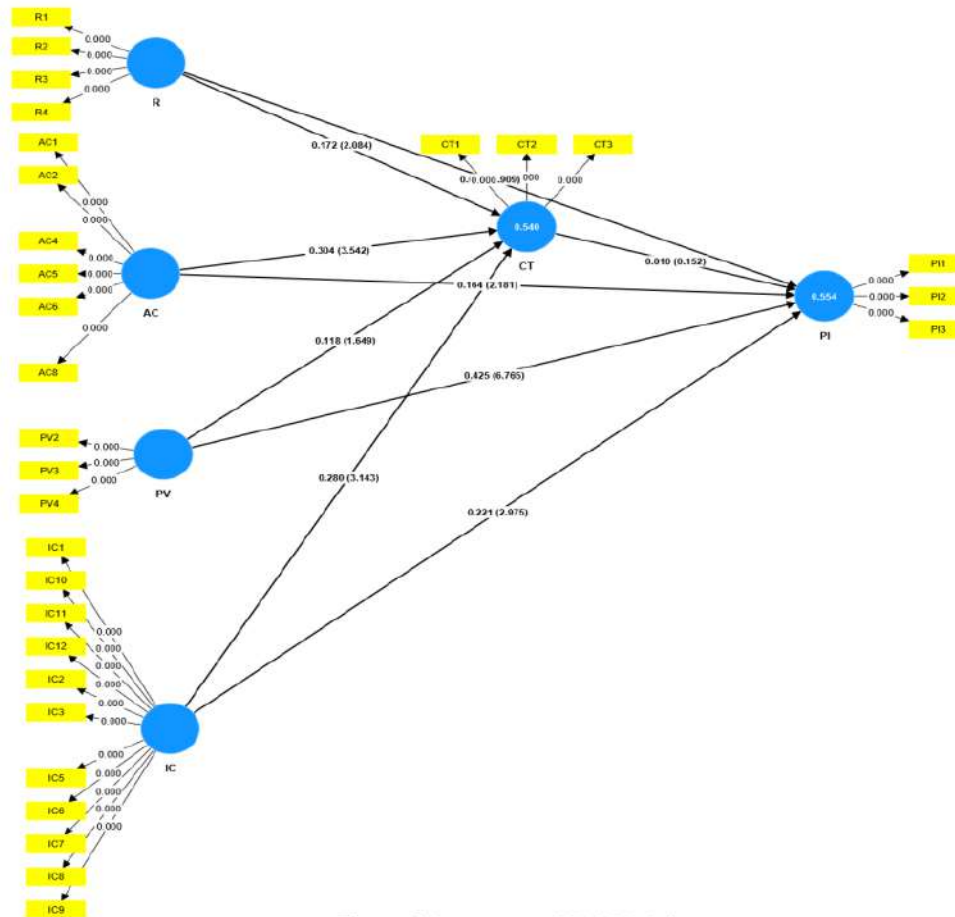 R1
0.000
R2
0.000
R3
0.000
R4
0.000
R
AC1
AC2
0.000
0.000
AC4
0.000
AC5
0.000
AC6
0.000
AC8
0.000
AC
PV2
0.000
PV3
0.000
PV4
0.000
PV
IC1
IC10
IC11
0.000
IC12
0.000
IC2
0.000
IC3
0.000
0.000
IC5
0.000
IC6
0.000
IC7
0.000
IC8
0.000
IC9
0.000
IC
CT1
CT2
CT3
0.000
0.540
CT
0.172 (2.084)
0.304 (3.542)
0.164 (2.181)
0.010 (0.152)
0.118 (1.649)
0.425 (6.765)
0.280 (3.143)
0.221 (2.975)
0.554
PI
0.000
PI1
0.000
PI2
0.000
PI3